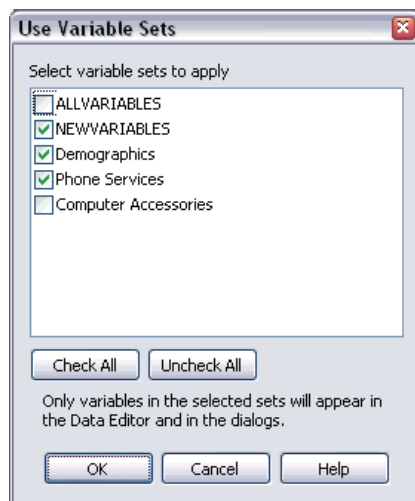 Use Variable Sets
Select variable sets to apply
ALLVARIABLES
NEWVARIABLES
Demographics
Phone Services
Computer Accessories
Check All
Uncheck All
Only variables in the selected sets will appear in
the Data Editor and in the dialogs.
OK
Cancel
Help